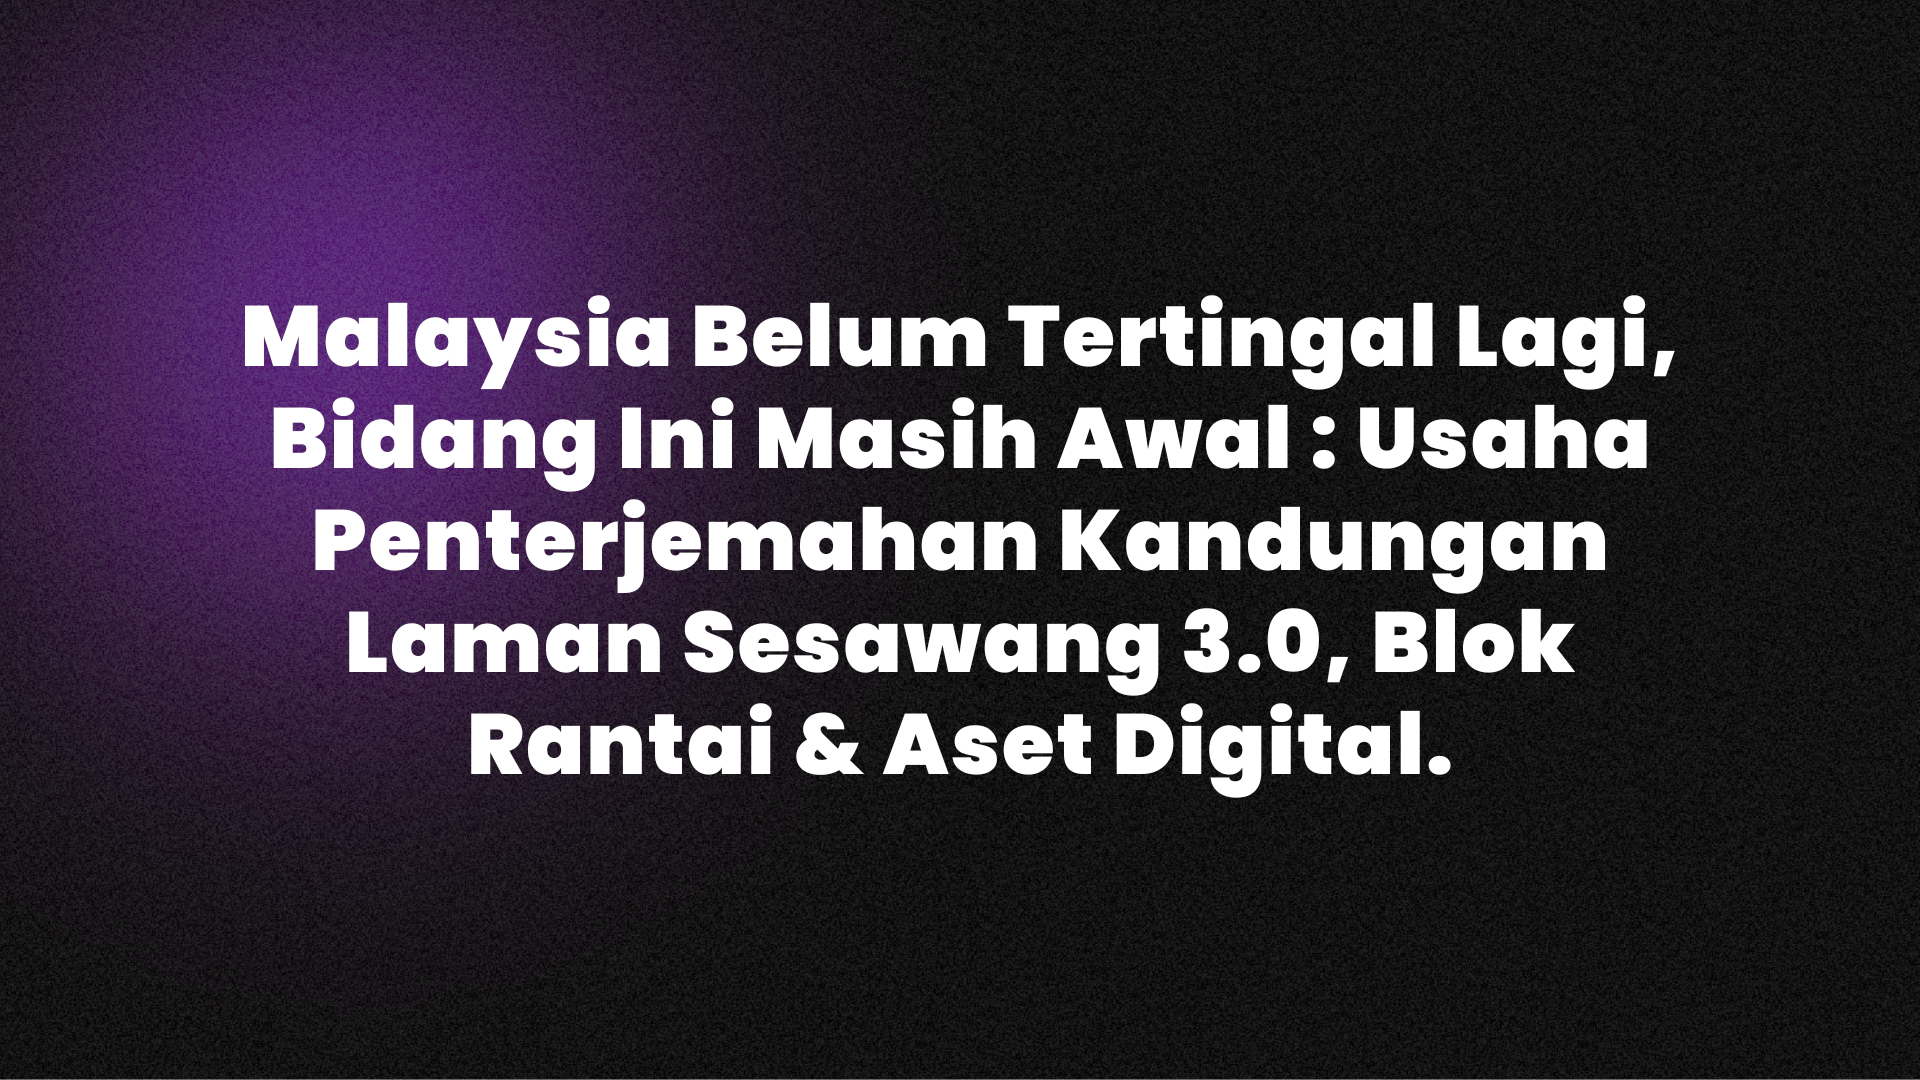 Malaysia Belum Tertingal Lagi,
Bidang Ini Masih Awal : Usaha
Penterjemahan Kandungan
Laman Sesawang 3.0, Blok
Rantai & Aset Digital.